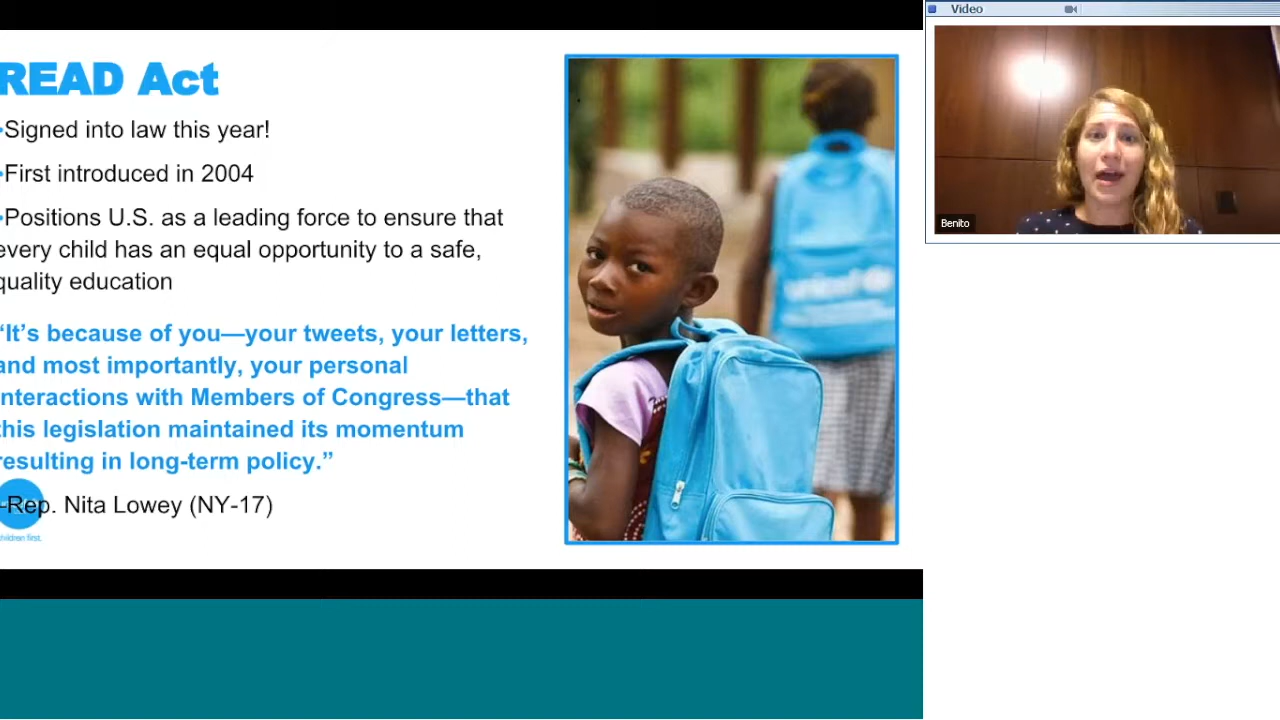 READ Act
•Signed into law this year!
•First introduced in 2004
•Positions U.S. as a leading force to ensure that
every child has an equal opportunity to a safe,
quality education
“It’s because of you—your tweets, your letters,
and most importantly, your personal
interactions with Members of Congress—that
this legislation maintained its momentum
resulting in long-term policy.”
-Rep. Nita Lowey (NY-17)
children first.
unicef
Video
Benito